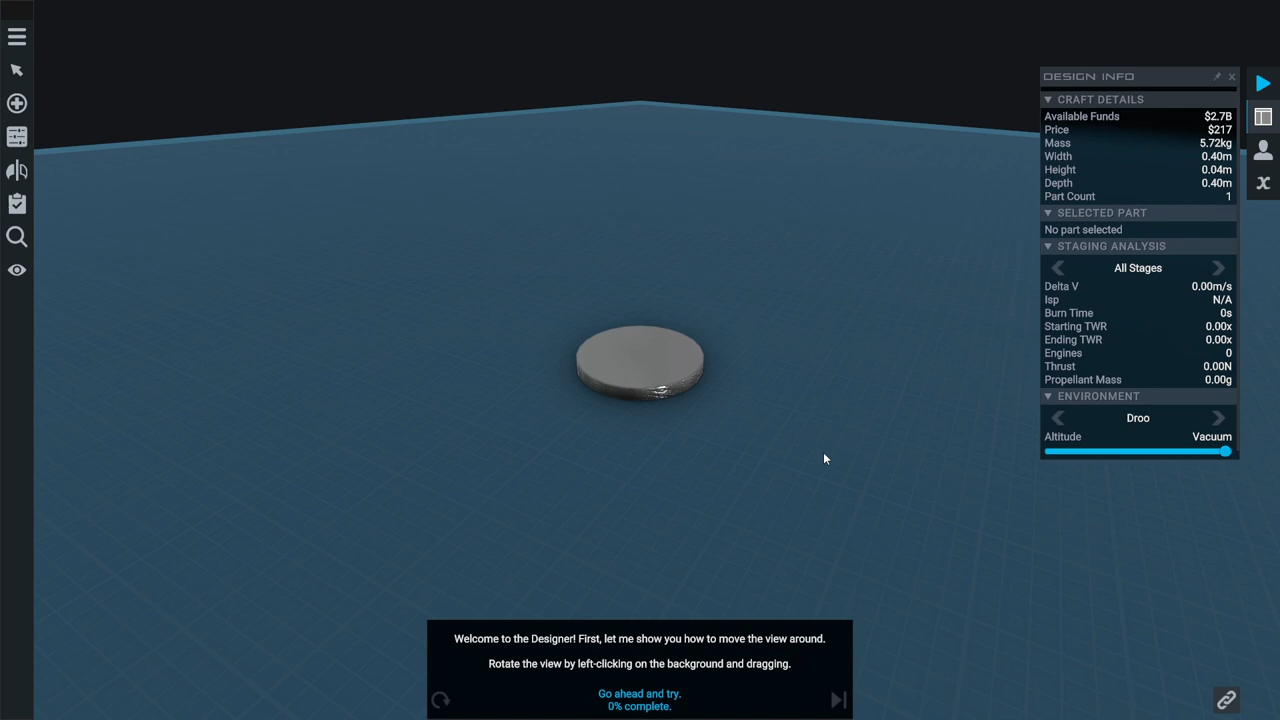 DESIGN INFO
CRAFT DETAILS
Available Funds $2.7B
Price $217
Mass 5.72kg
Width 0.40m
Height 0.04m
Depth 0.40m
Part Count 1
SELECTED PART
No part selected
STAGING ANALYSIS
All Stages
Delta V 0.00m/s
Isp N/A
Burn Time 0s
Starting TWR 0.00x
Ending TWR 0.00x
Engines 0
Thrust 0.00N
Propellant Mass 0.00g
ENVIRONMENT
Droo
Altitude Vacuum
Welcome to the Designer! First, let me show you how to move the view around.
Rotate the view by left-clicking on the background and dragging.
Go ahead and try.
0% complete.